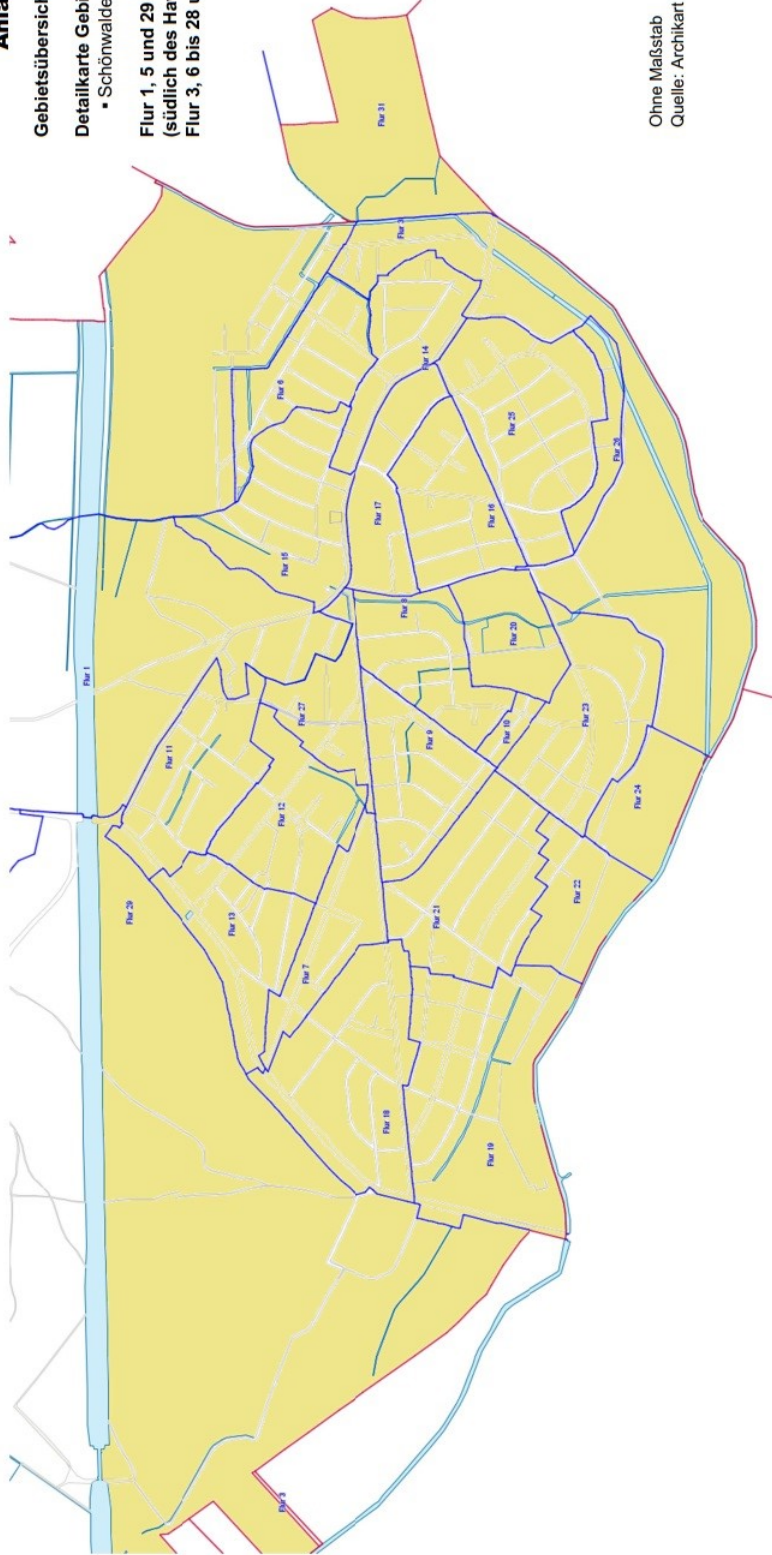 Gebietsübersich
Detailkarte Gebi
▪ Schönwalde
Flur 1, 5 und 29
(südlich des Ha
Flur 3, 6 bis 28 u
Flur 31
Flur 6
Flur 14
Flur 25
Flur 26
Flur 17
Flur 16
Flur 15
Flur 8
Flur 20
Flur 1
Flur 27
Flur 11
Flur 9
Flur 10
Flur 23
Flur 12
Flur 24
Flur 29
Flur 13
Flur 21
Flur 22
Flur 7
Flur 18
Flur 19
Ohne Maßstab
Quelle: Archikart